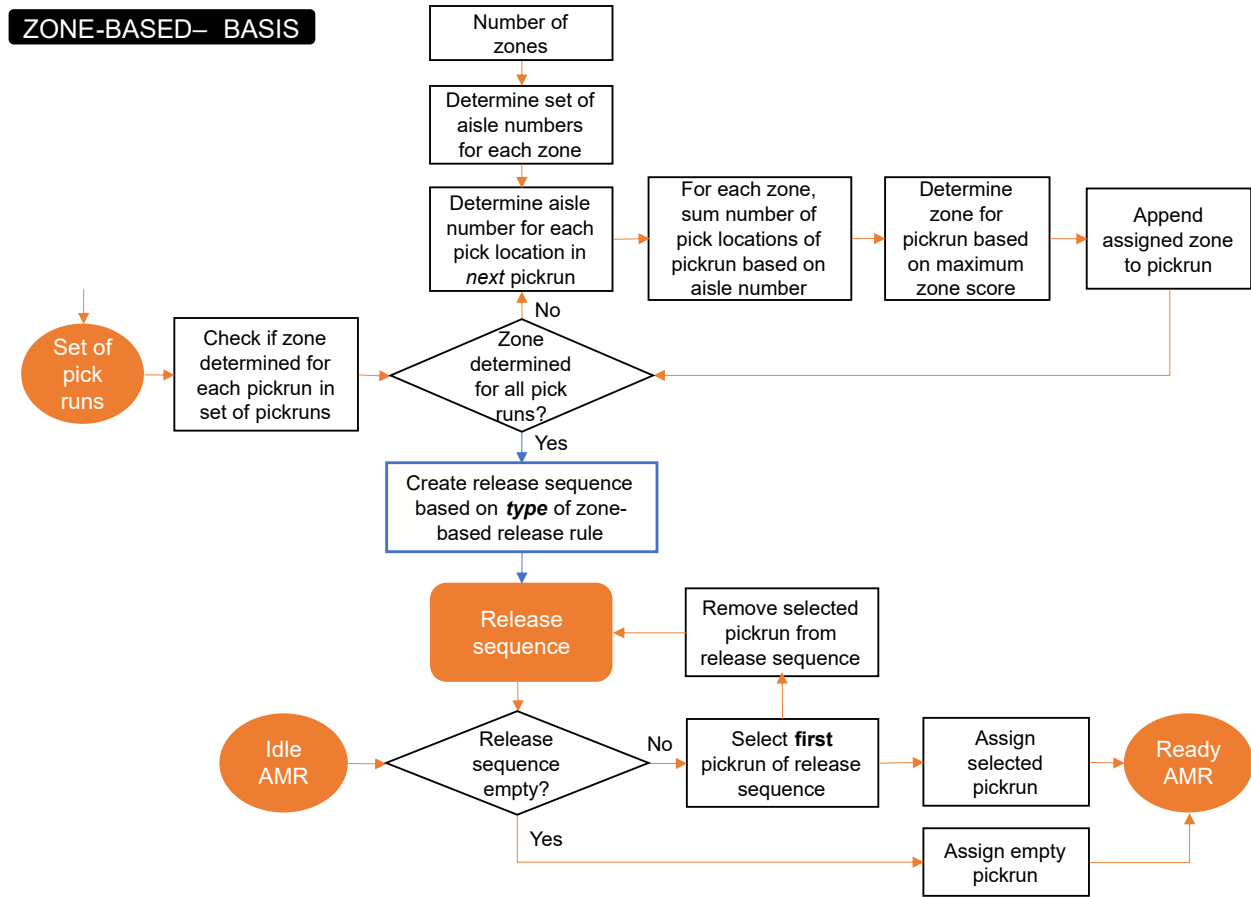 ZONE-BASED– BASIS
Number of
zones
Determine set of
aisle numbers
for each zone
Determine aisle
number for each
pick location in
next pickrun
For each zone,
sum number of
pick locations of
pickrun based on
aisle number
Determine
zone for
pickrun based
on maximum
zone score
Append
assigned zone
to pickrun
No
Set of
pick
runs
Check if zone
determined for
each pickrun in
set of pickruns
Zone
determined
for all pick
runs?
Yes
Create release sequence
based on type of zone-
based release rule
Release
sequence
Remove selected
pickrun from
release sequence
Idle
AMR
Release
sequence
empty?
No
Select first
pickrun of release
sequence
Assign
selected
pickrun
Ready
AMR
Yes
Assign empty
pickrun